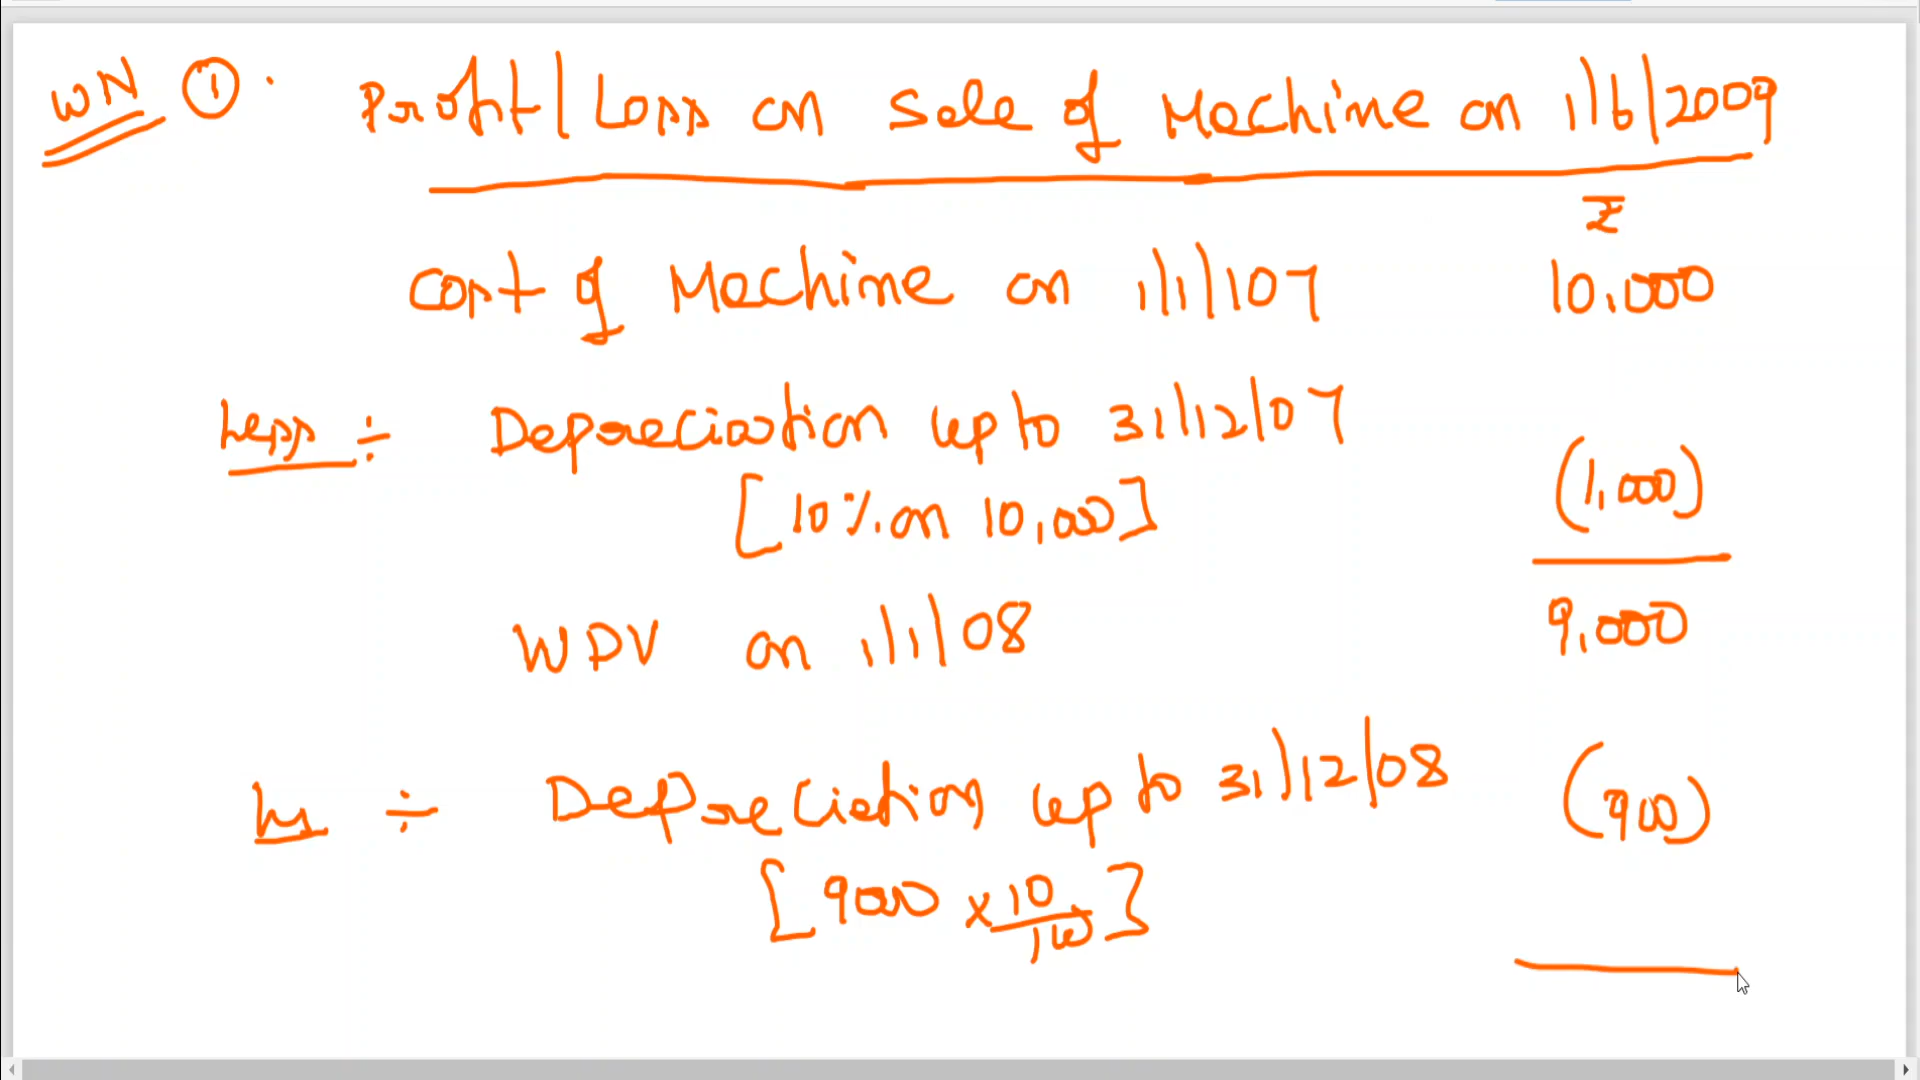 WN ① . Profit/Loss on Sale of Machine on 1/6/2009
₹
Cost of Machine on 1/1/107 10,000
Less ÷ Depreciation up to 31/12/07
[10% on 10,000] (1,000)
WDV on 1/1/08 9,000
÷ Depreciation up to 31/12/08 (900)
[9000 × 10/100]